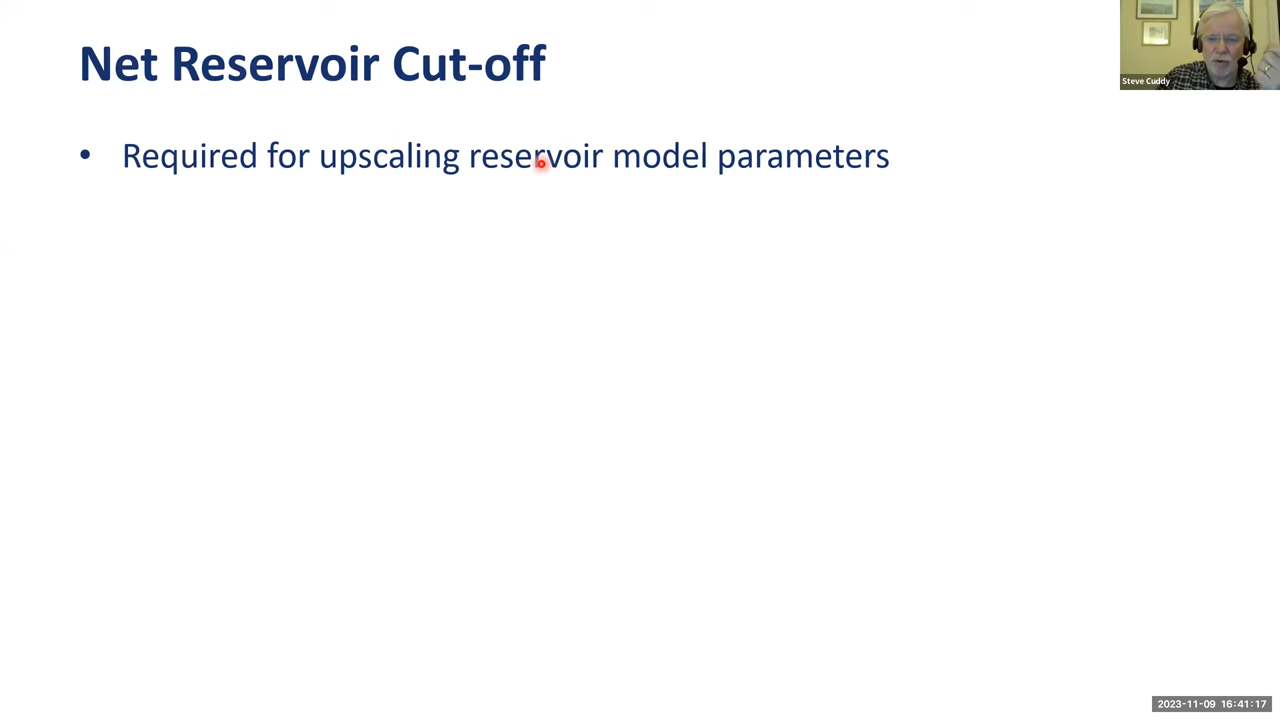 Net Reservoir Cut-off
Steve Cuddy
• Required for upscaling reservoir model parameters
2023-11-09 16:41:17